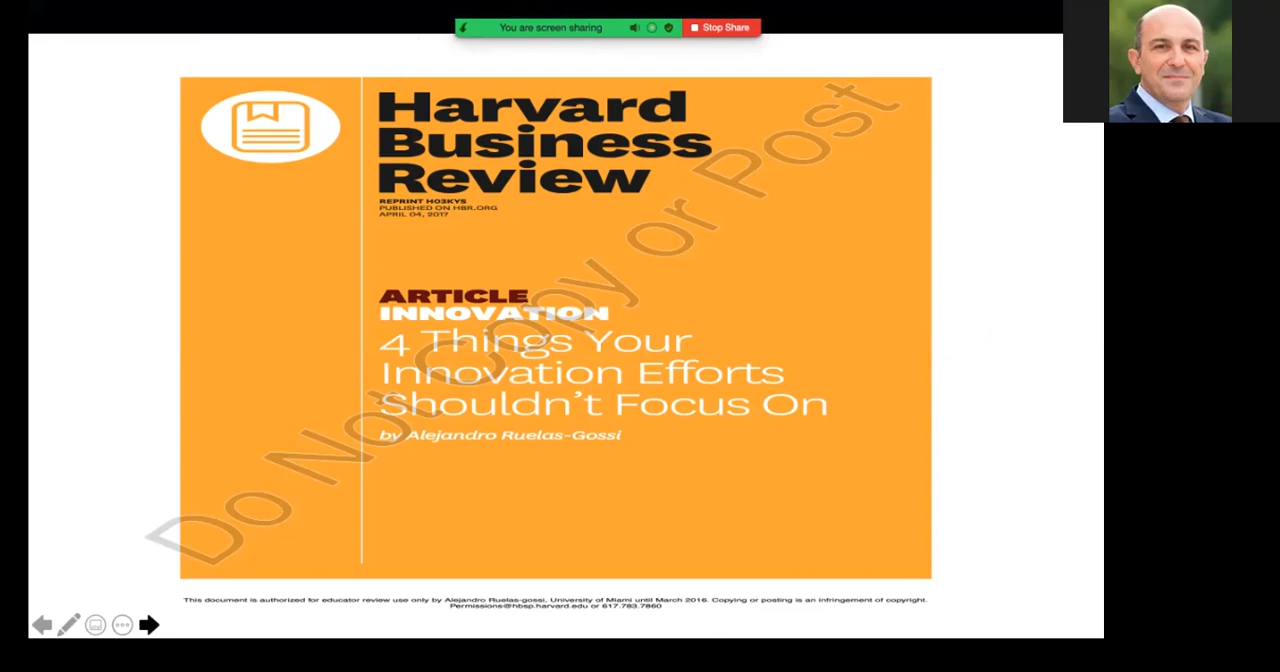 You are screen sharing
Stop Share
Harvard
Business
Review
REPRINT H03KYS
PUBLISHED ON HBR.ORG
APRIL 04, 2017
ARTICLE
INNOVATION
4 Things Your
Innovation Efforts
Shouldn't Focus On
by Alejandro Ruelas-Gossi
Do Not Copy or Post
This document is authorized for educator review use only by Alejandro Ruelas-gossi, University of Miami until March 2016. Copying or posting is an infringement of copyright.
Permissions@hbsp.harvard.edu or 617.783.7860